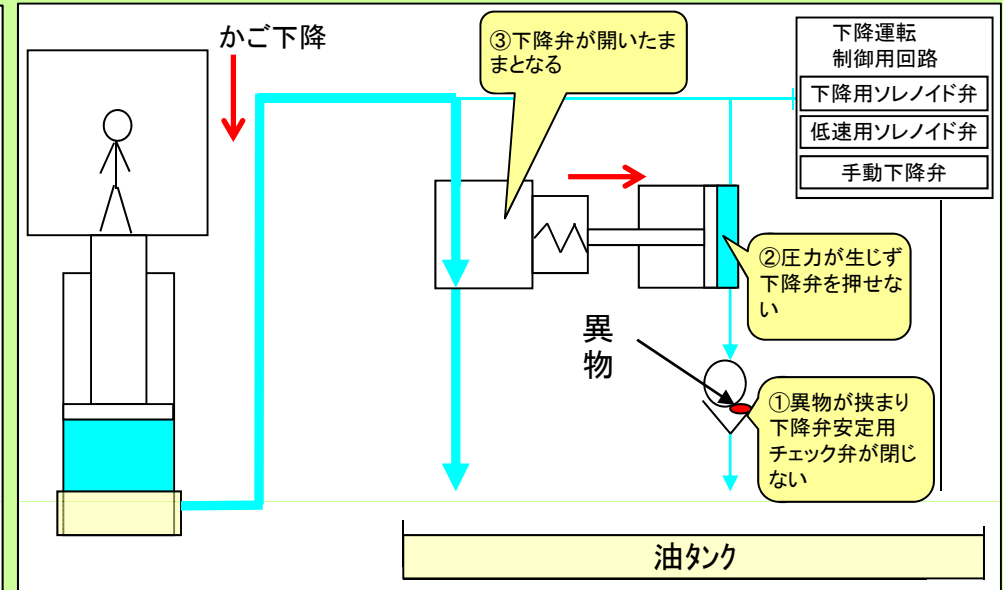 かご下降
③下降弁が開いたま
まとなる
下降運転
制御用回路
下降用ソレノイド弁
低速用ソレノイド弁
手動下降弁
②圧力が生じず
下降弁を押せな
い
異
物
①異物が挟まり
下降弁安定用
チェック弁が閉じ
ない
油タンク